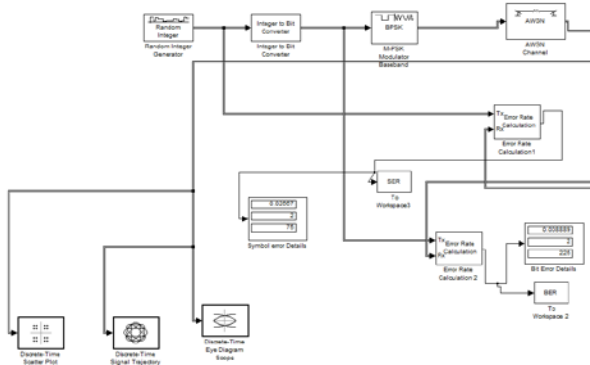 Random
Integer
Random Integer
Generator
Integer to Bit
Converter
Integer to Bit
Converter
BPSK
M-PSK
Modulator
Baseband
AWGN
AWGN
Channel
Tx
Rx
Error Rate
Calculation
Error Rate
Calculation1
SER
To
Workspace3
0.02667
2
75
Symbol error Details
Tx
Rx
Error Rate
Calculation
Error Rate
Calculation 2
0.008889
2
225
Bit Error Details
BER
To
Workspace 2
Discrete-Time
Scatter Plot
Discrete-Time
Signal Trajectory
Discrete-Time
Eye Diagram
Scope